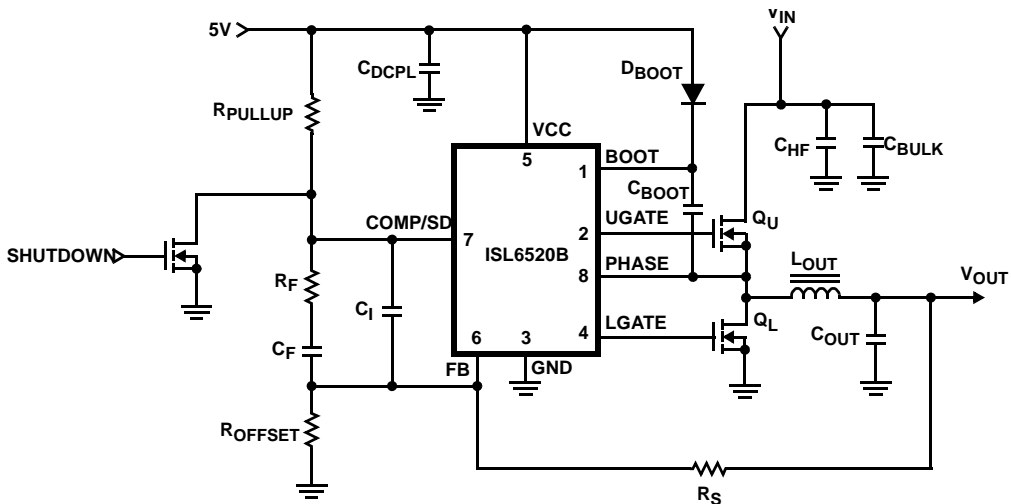 5V
VIN
CDCPL
DBOOT
RPULLUP
VCC
CHF
CBULK
5
BOOT
1
CBOOT
COMP/SD
7
ISL6520B
UGATE
2
QU
SHUTDOWN
PHASE
8
LOUT
VOUT
RF
CI
LGATE
4
QL
COUT
CF
6
3
FB
GND
ROFFSET
RS